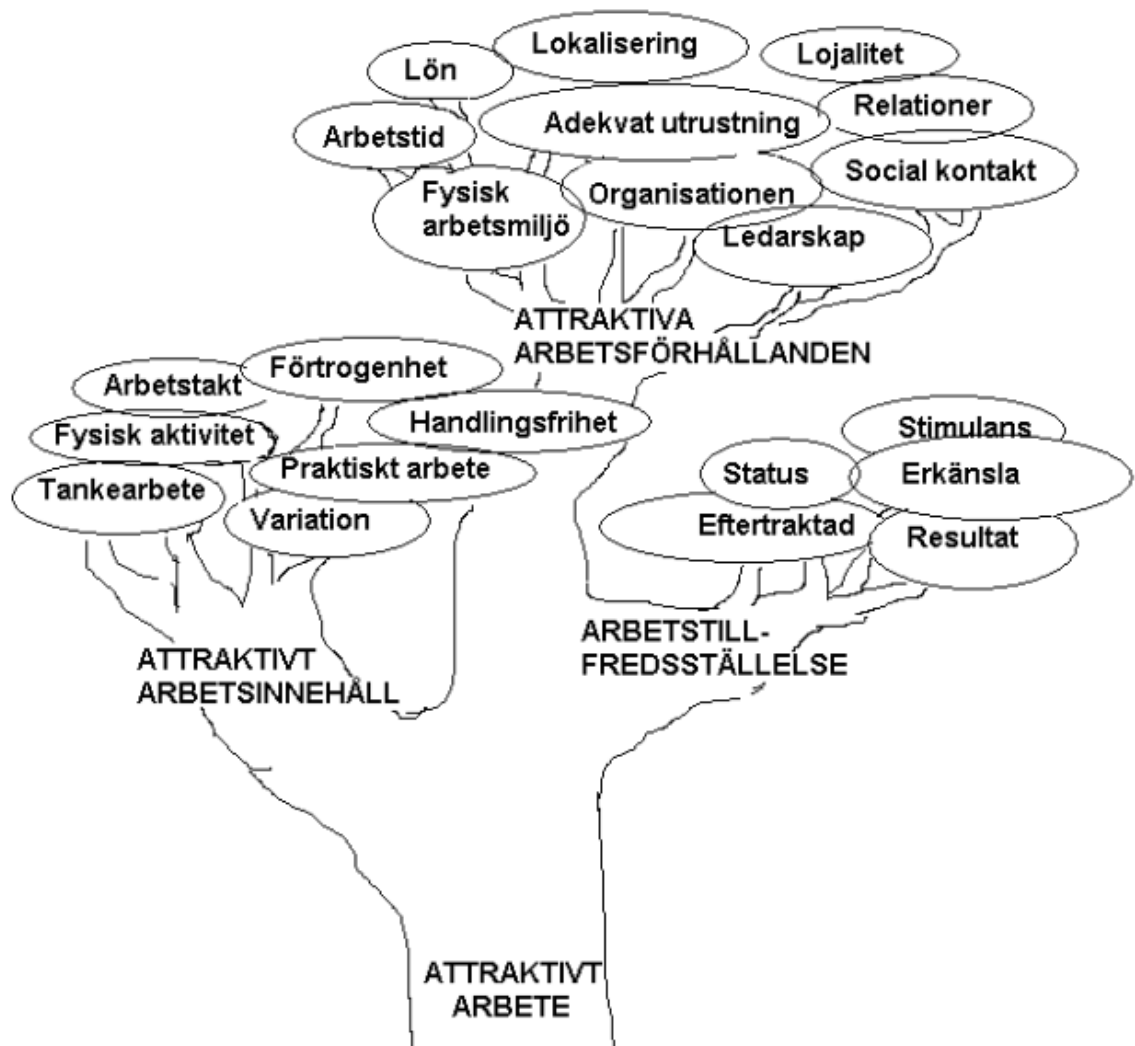 Lokalisering
Lojalitet
Lön
Relationer
Adekvat utrustning
Arbetstid
Social kontakt
Fysisk
arbetsmiljö
Organisationen
Ledarskap
ATTRAKTIVA
ARBETSFÖRHÅLLANDEN
Förtrogenhet
Arbetstakt
Handlingsfrihet
Fysisk aktivitet
Praktiskt arbete
Tankearbete
Variation
ATTRAKTIVT
ARBETSINNEHÅLL
Stimulans
Status
Erkänsla
Eftertraktad
Resultat
ARBETSTILL-
FREDSSTÄLLELSE
ATTRAKTIVT
ARBETE